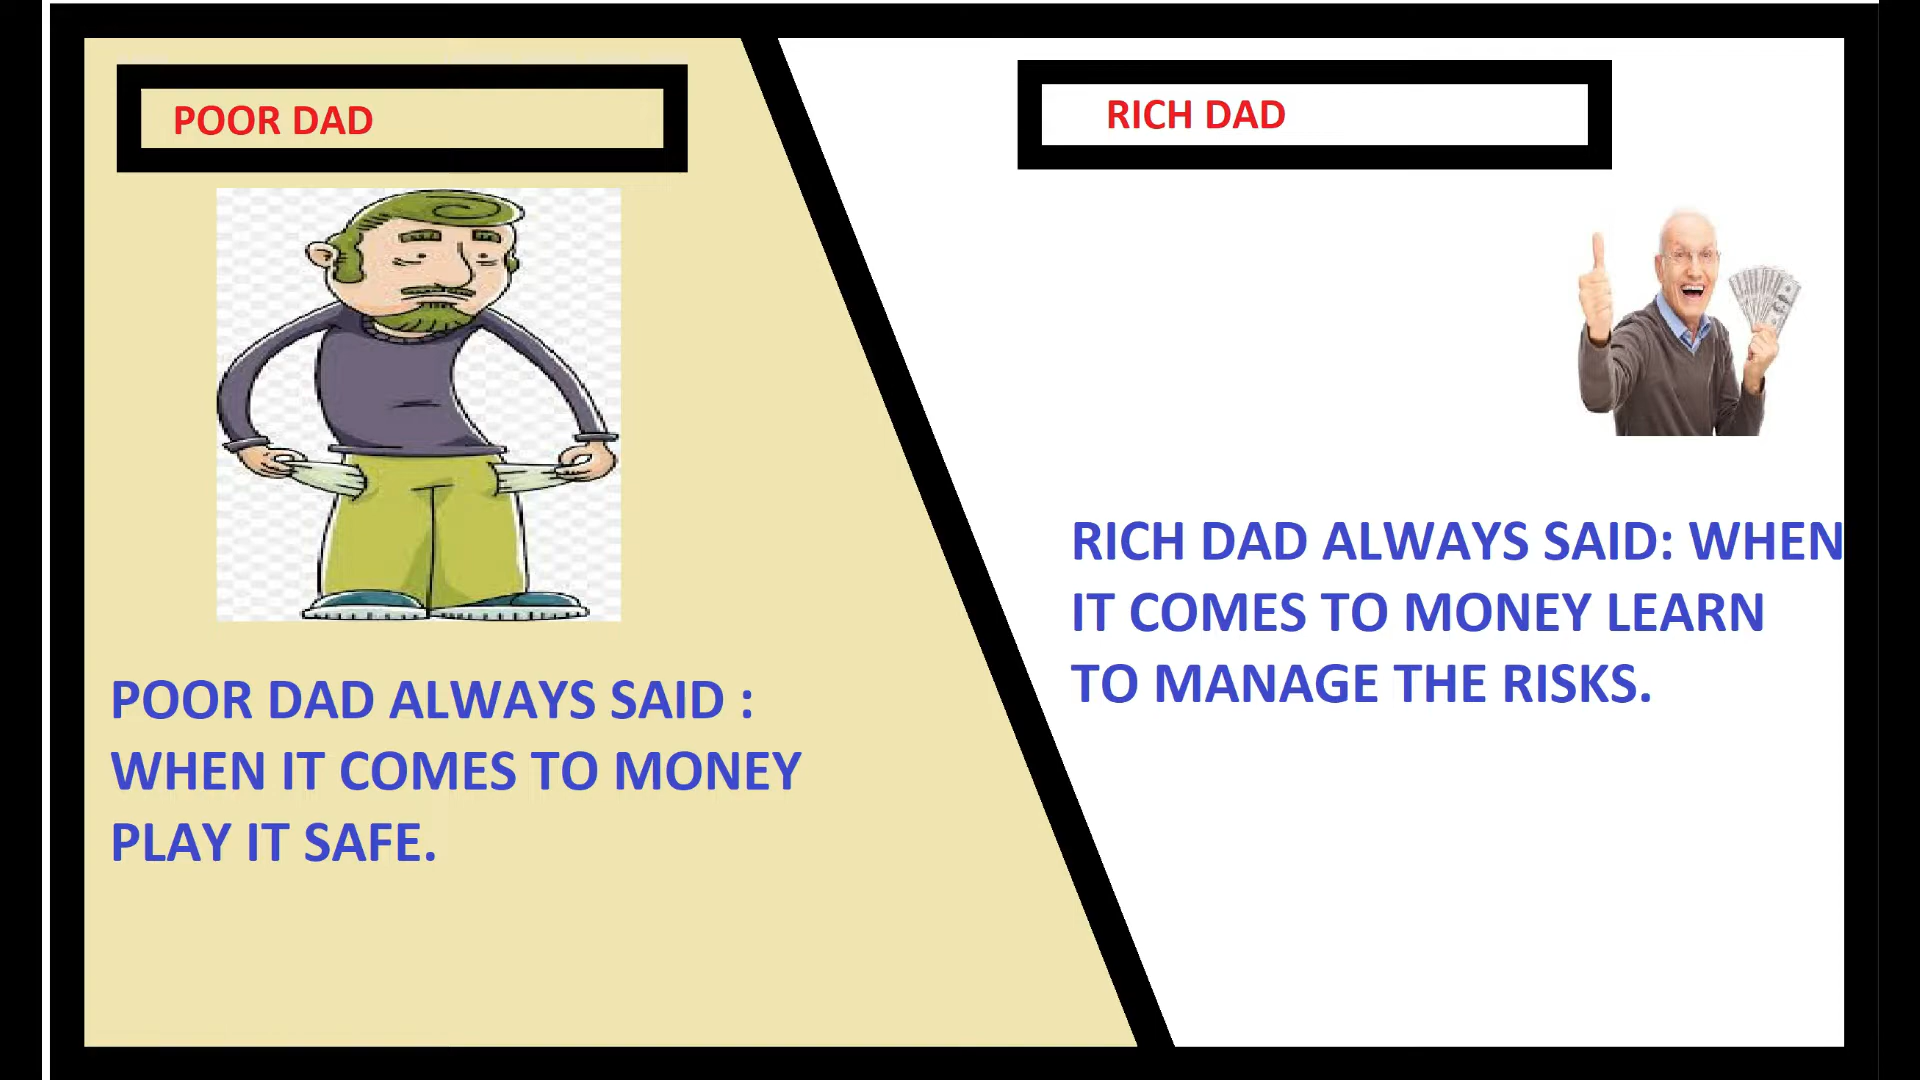 POOR DAD
POOR DAD ALWAYS SAID :
WHEN IT COMES TO MONEY
PLAY IT SAFE.
RICH DAD
RICH DAD ALWAYS SAID: WHEN
IT COMES TO MONEY LEARN
TO MANAGE THE RISKS.